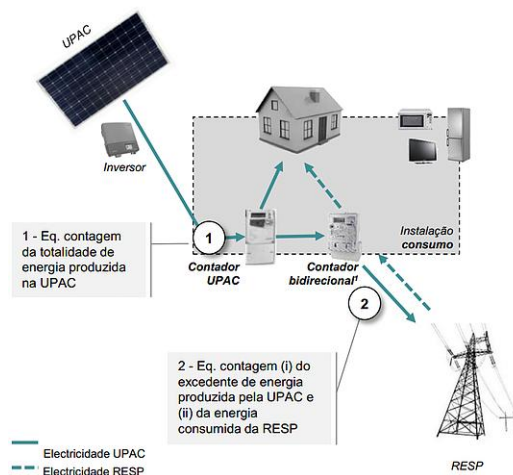 UPAC
Inversor
1 - Eq. contagem
da totalidade de
energia produzida
na UPAC
1
Contador
UPAC
Contador
bidirecional¹
Instalação
consumo
2
2 - Eq. contagem (i) do
excedente de energia
produzida pela UPAC e
(ii) da energia
consumida da RESP
Electricidade UPAC
Electricidade RESP
RESP